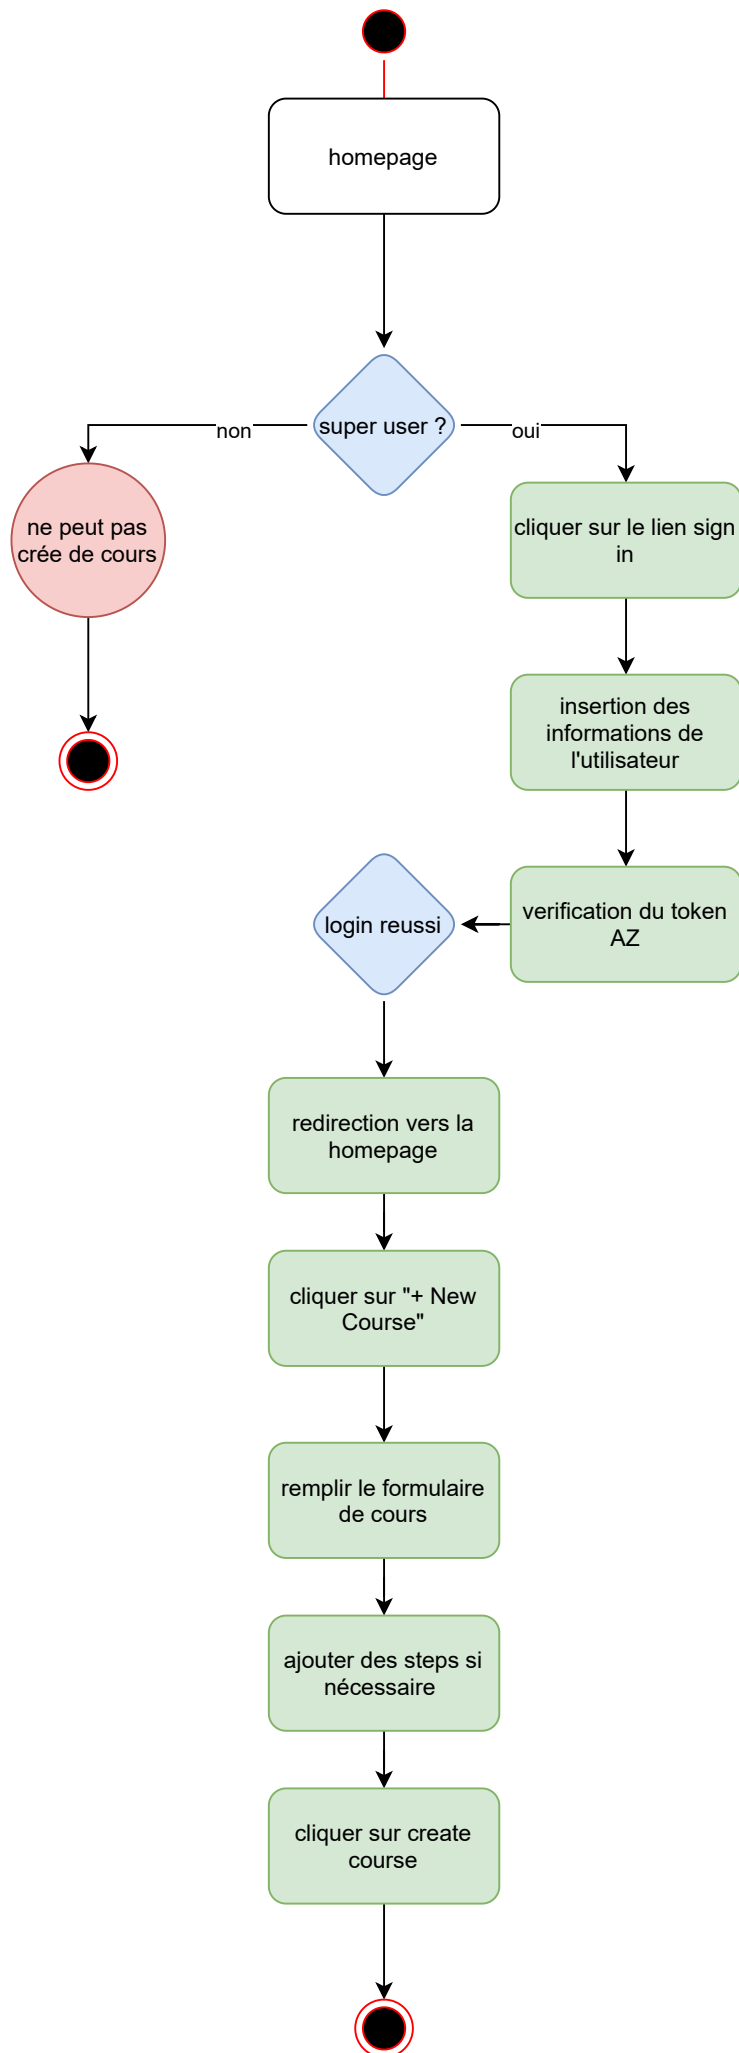 homepage
super user ?
non
oui
ne peut pas
crée de cours
cliquer sur le lien sign
in
insertion des
informations de
l'utilisateur
login reussi
verification du token
AZ
redirection vers la
homepage
cliquer sur "+ New
Course"
remplir le formulaire
de cours
ajouter des steps si
nécessaire
cliquer sur create
course